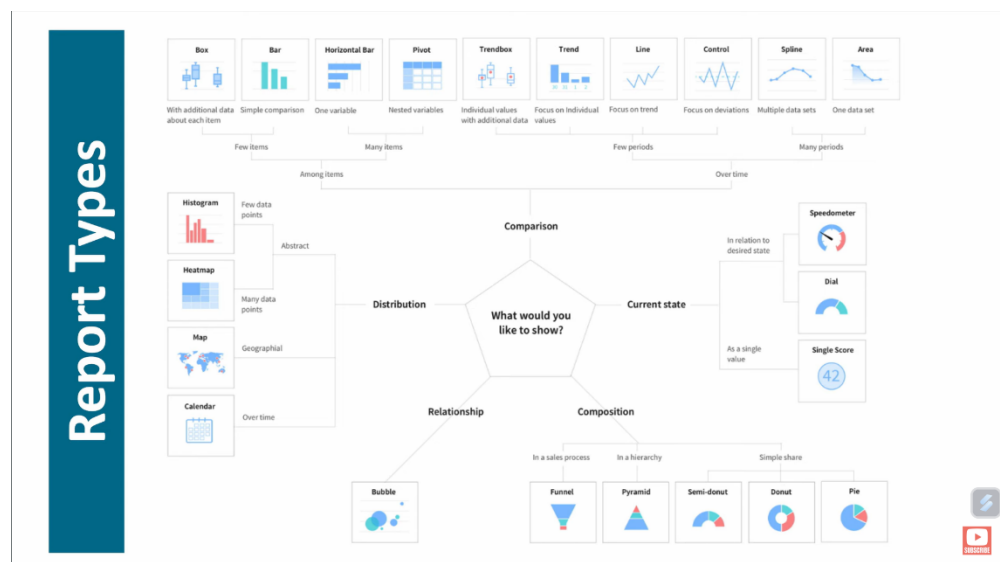 Report Types
Box
Bar
Horizontal Bar
Pivot
Trendbox
Trend
Line
Control
Spline
Area
With additional data
about each item
Simple comparison
One variable
Nested variables
Individual values
with additional data
Focus on Individual
values
Focus on trend
Focus on deviations
Multiple data sets
One data set
Few items
Many items
Few periods
Many periods
Among items
Over time
Comparison
Histogram
Few data
points
Abstract
Heatmap
Many data
points
Map
Geographial
Calendar
Over time
Distribution
What would you
like to show?
Current state
In relation to
desired state
Speedometer
Dial
As a single
value
Single Score
42
Relationship
Composition
Bubble
In a sales process
In a hierarchy
Simple share
Funnel
Pyramid
Semi-donut
Donut
Pie
SUBSCRIBE